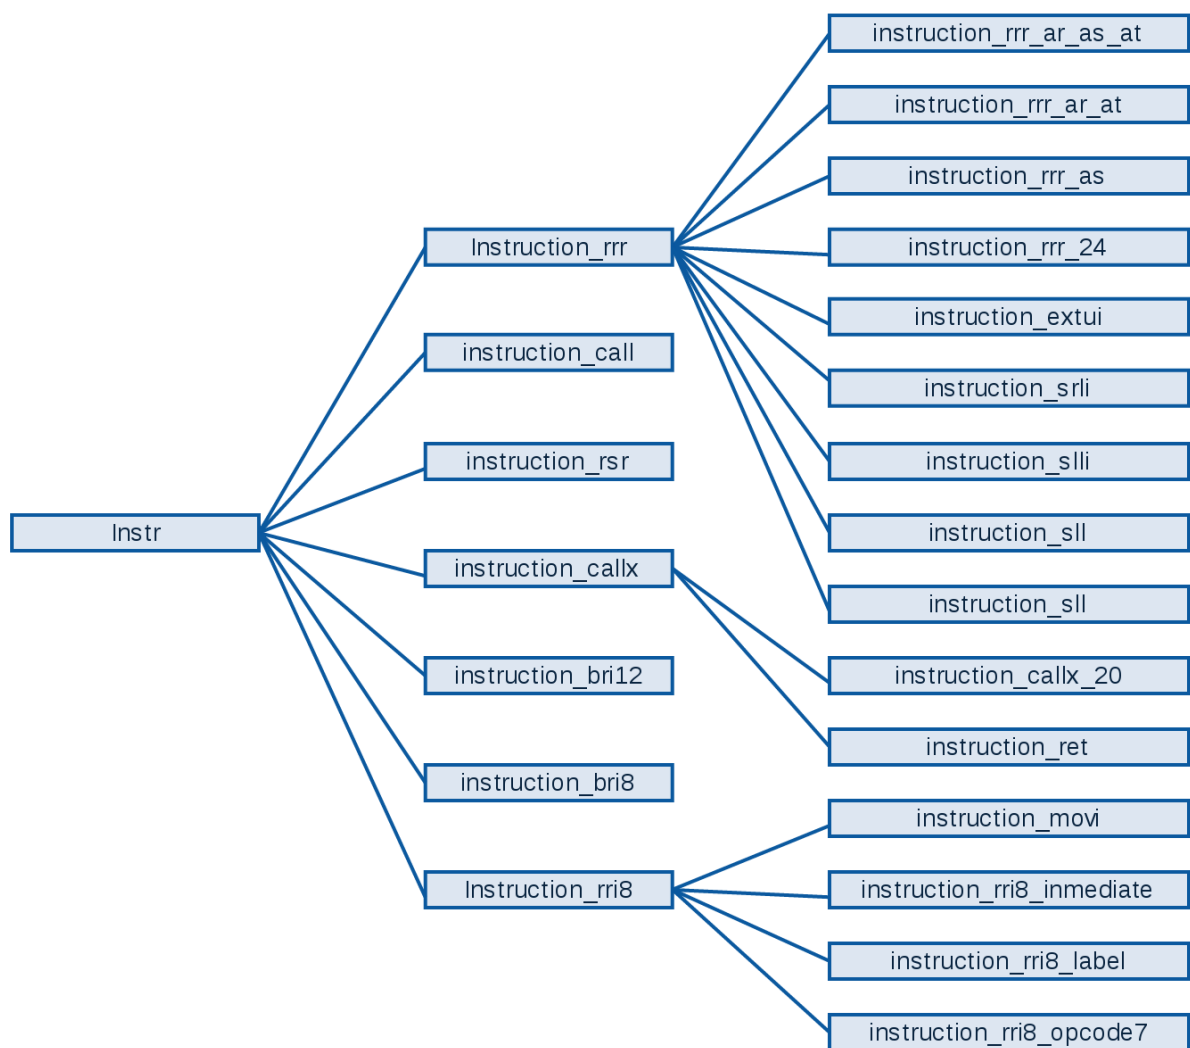 Instr
Instruction_rrr
instruction_call
instruction_rsr
instruction_callx
instruction_bri12
instruction_bri8
Instruction_rri8
instruction_rrr_ar_as_at
instruction_rrr_ar_at
instruction_rrr_as
instruction_rrr_24
instruction_extui
instruction_srli
instruction_slli
instruction_sll
instruction_sll
instruction_callx_20
instruction_ret
instruction_movi
instruction_rri8_inmediate
instruction_rri8_label
instruction_rri8_opcode7